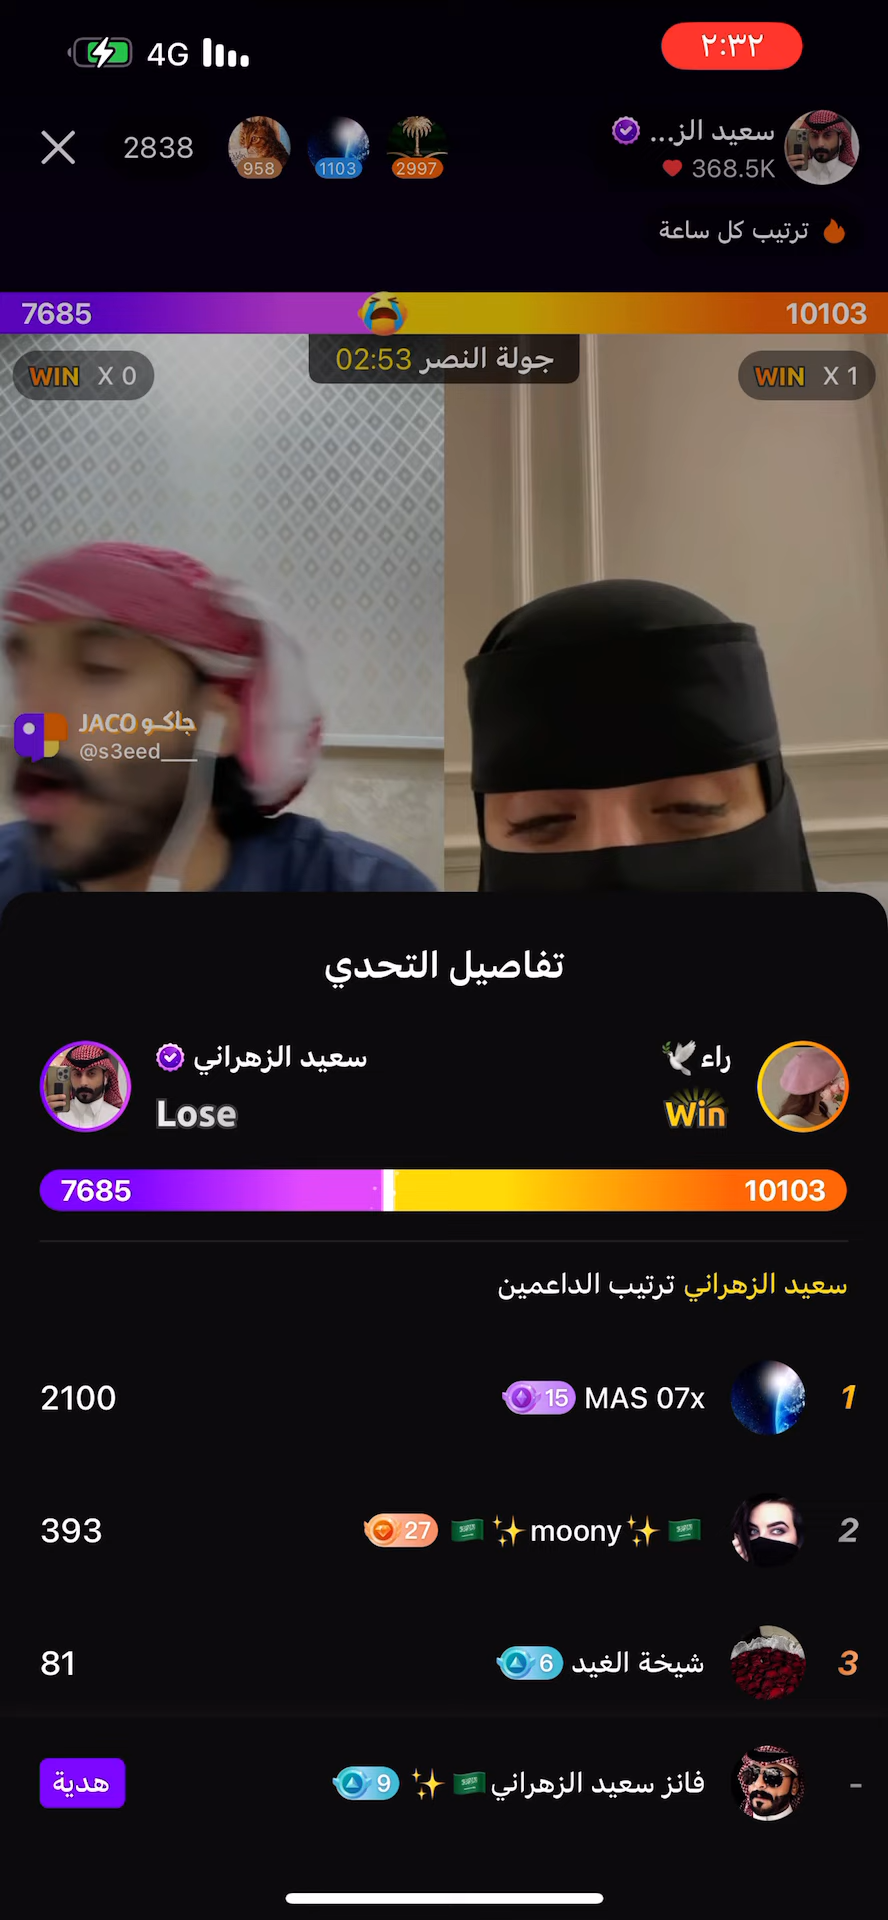 4G
٢:٣٢
2838
958
1103
2997
سعيد الز...
368.5K
ترتيب كل ساعة
7685
10103
جولة النصر 02:53
WIN X 0
WIN X 1
JACO جاكو
@s3eed___
تفاصيل التحدي
سعيد الزهراني
راء
Lose
Win
7685
10103
سعيد الزهراني ترتيب الداعمين
1
MAS 07x
15
2100
2
moony
27
393
3
شيخة الغيد
6
81
-
فانز سعيد الزهراني
9
هدية